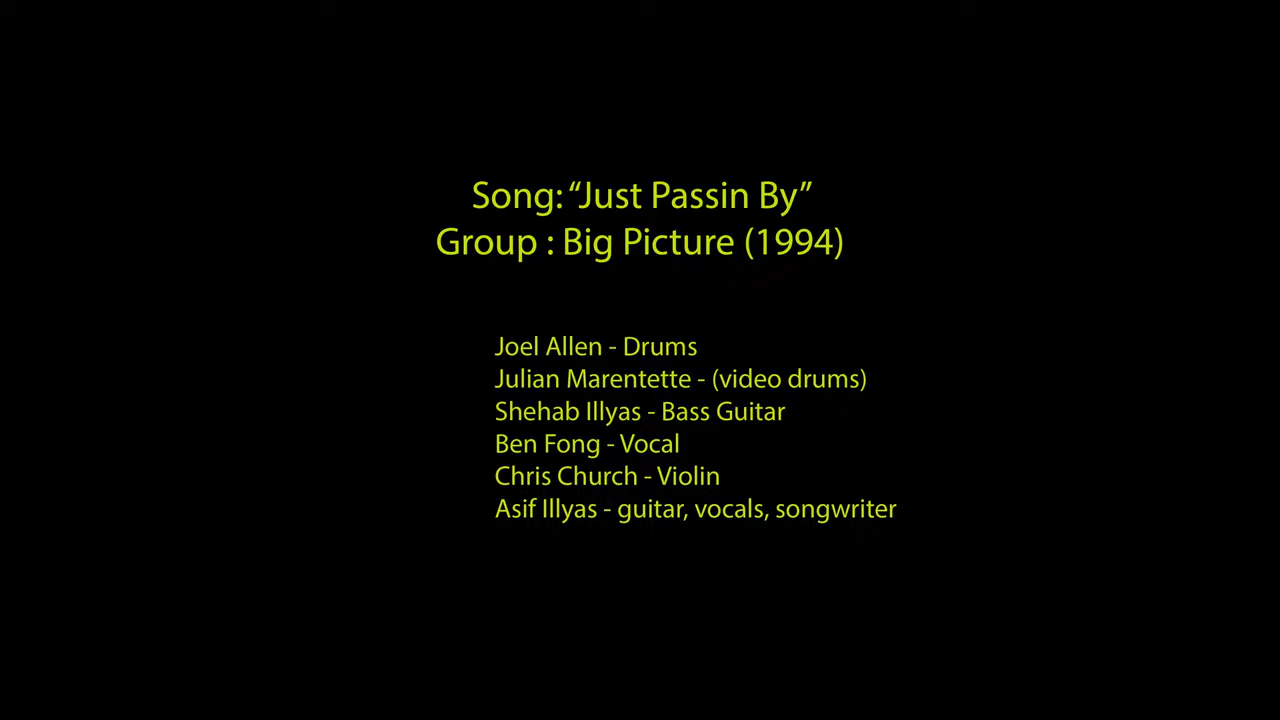 Song: “Just Passin By”
Group : Big Picture (1994)
Joel Allen - Drums
Julian Marentette - (video drums)
Shehab Illyas - Bass Guitar
Ben Fong - Vocal
Chris Church - Violin
Asif Illyas - guitar, vocals, songwriter